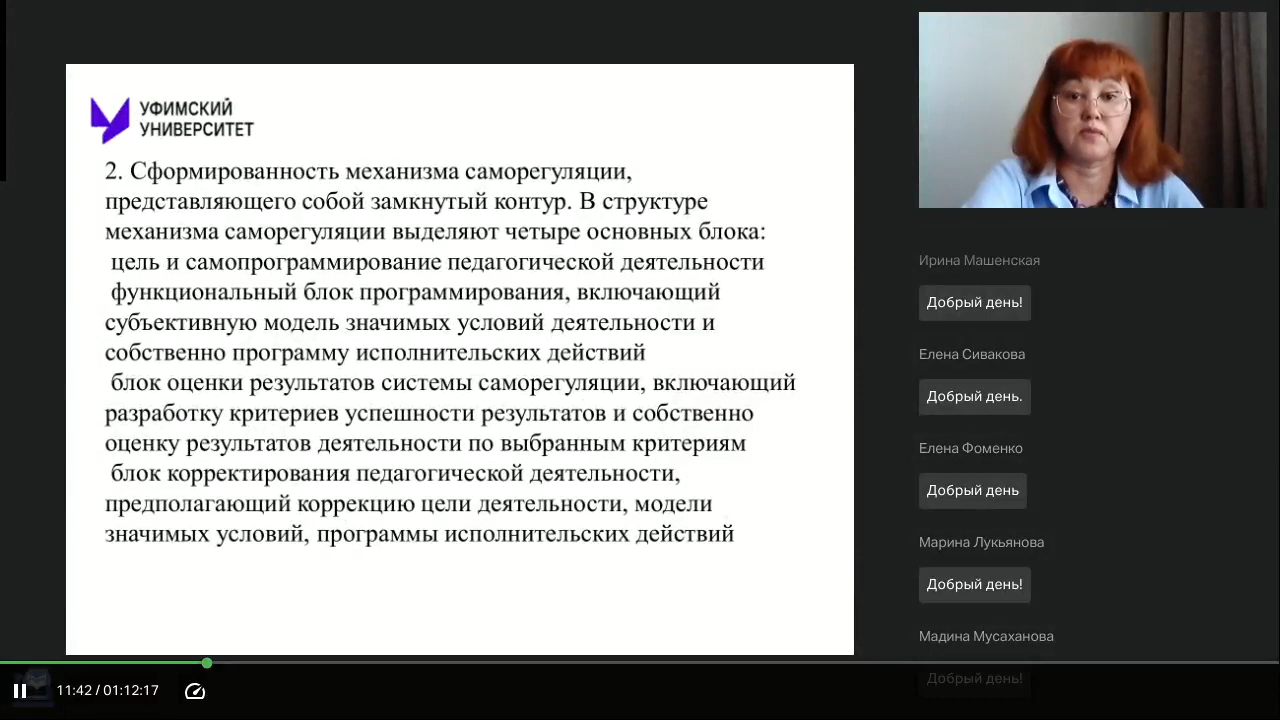 УФИМСКИЙ
УНИВЕРСИТЕТ
2. Сформированность механизма саморегуляции,
представляющего собой замкнутый контур. В структуре
механизма саморегуляции выделяют четыре основных блока:
цель и самопрограммирование педагогической деятельности
функциональный блок программирования, включающий
субъективную модель значимых условий деятельности и
собственно программу исполнительских действий
блок оценки результатов системы саморегуляции, включающий
разработку критериев успешности результатов и собственно
оценку результатов деятельности по выбранным критериям
блок корректирования педагогической деятельности,
предполагающий коррекцию цели деятельности, модели
значимых условий, программы исполнительских действий
Ирина Машенская
Добрый день!
Елена Сивакова
Добрый день.
Елена Фоменко
Добрый день
Марина Лукьянова
Добрый день!
Мадина Мусаханова
Добрый день!
11:42 / 01:12:17